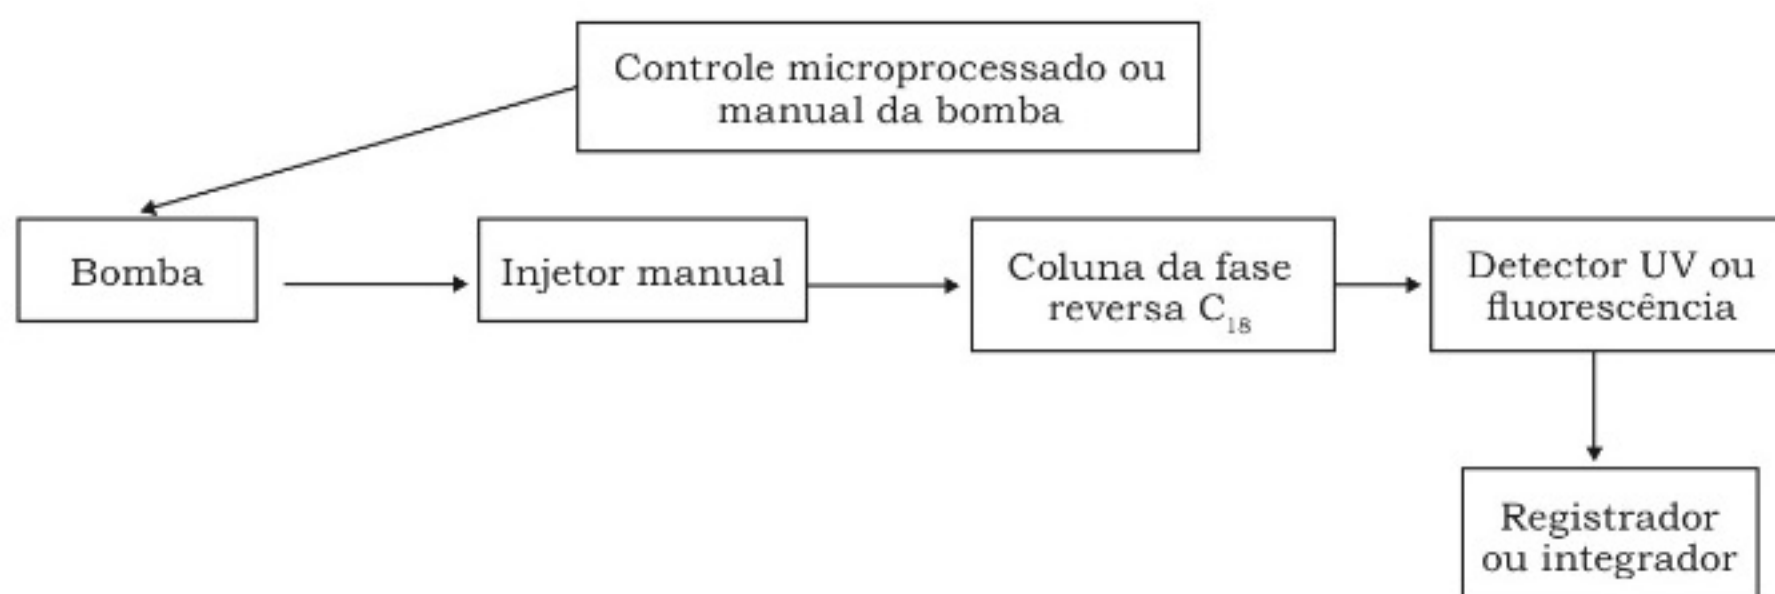 Controle microprocessado ou
manual da bomba
Bomba
Injetor manual
Coluna da fase
reversa C₁₈
Detector UV ou
fluorescência
Registrador
ou integrador